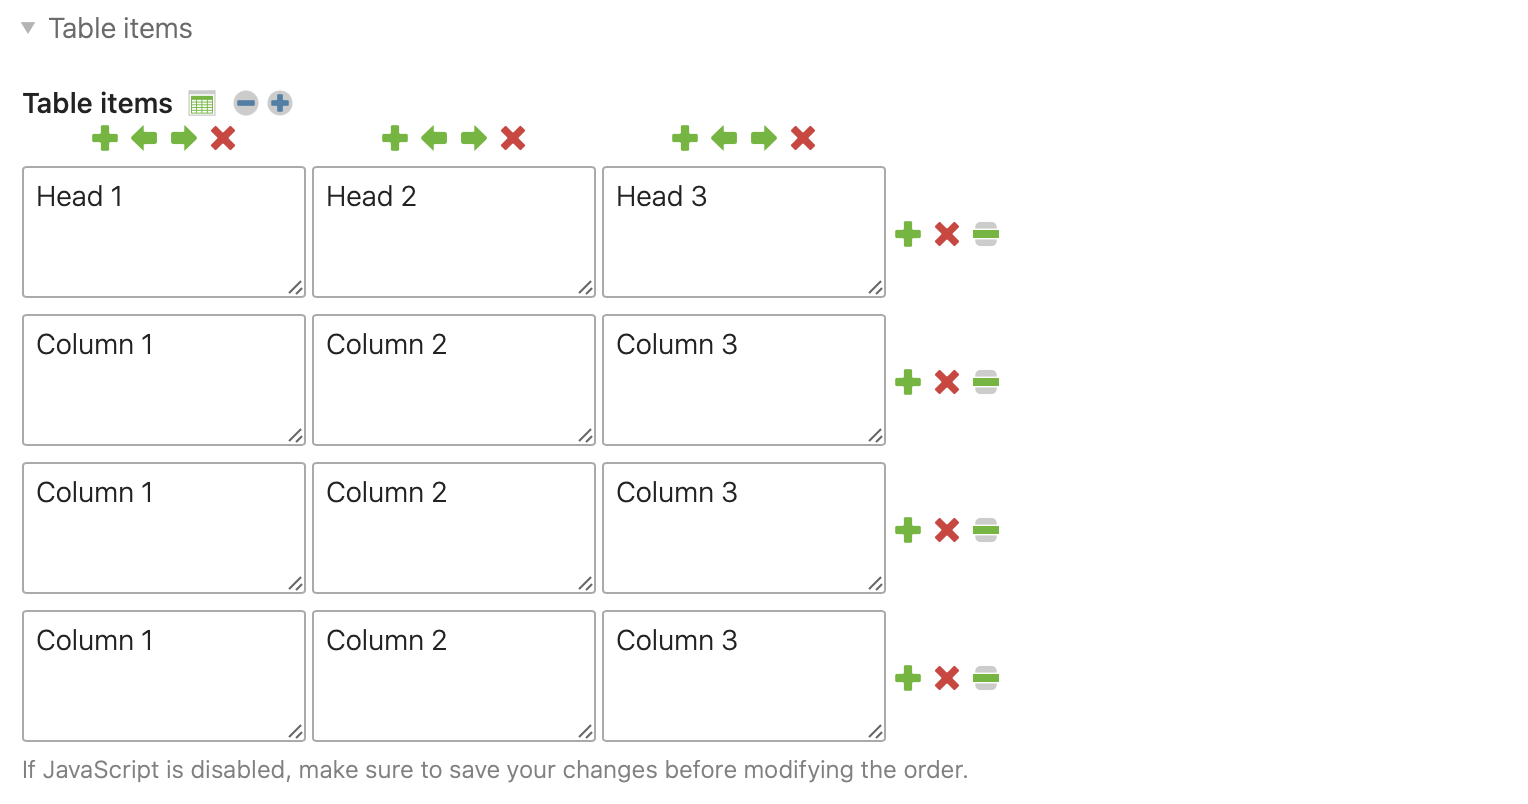 Table items
Table items
Head 1 Head 2 Head 3
Column 1 Column 2 Column 3
Column 1 Column 2 Column 3
Column 1 Column 2 Column 3
If JavaScript is disabled, make sure to save your changes before modifying the order.